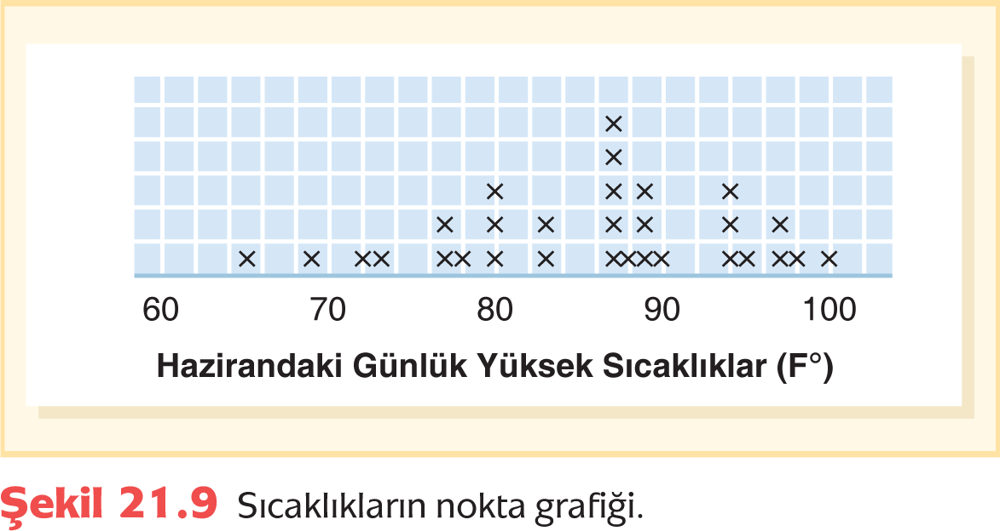 60 70 80 90 100
Hazirandaki Günlük Yüksek Sıcaklıklar (F°)
Şekil 21.9 Sıcaklıkların nokta grafiği.